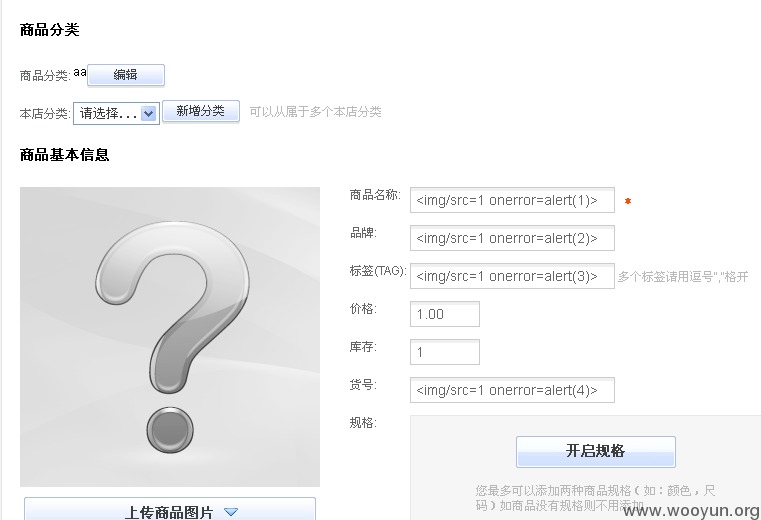 商品分类
商品分类: aa 编辑
本店分类: 请选择... 新增分类 可以从属于多个本店分类
商品基本信息
商品名称: <img/src=1 onerror=alert(1)> *
品牌: <img/src=1 onerror=alert(2)>
标签(TAG): <img/src=1 onerror=alert(3)> 多个标签请用逗号","格开
价格: 1.00
库存: 1
货号: <img/src=1 onerror=alert(4)>
规格:
开启规格
您最多可以添加两种商品规格（如：颜色，尺
码）如商品没有规格则不用添加
上传商品图片
www.wooyun.org